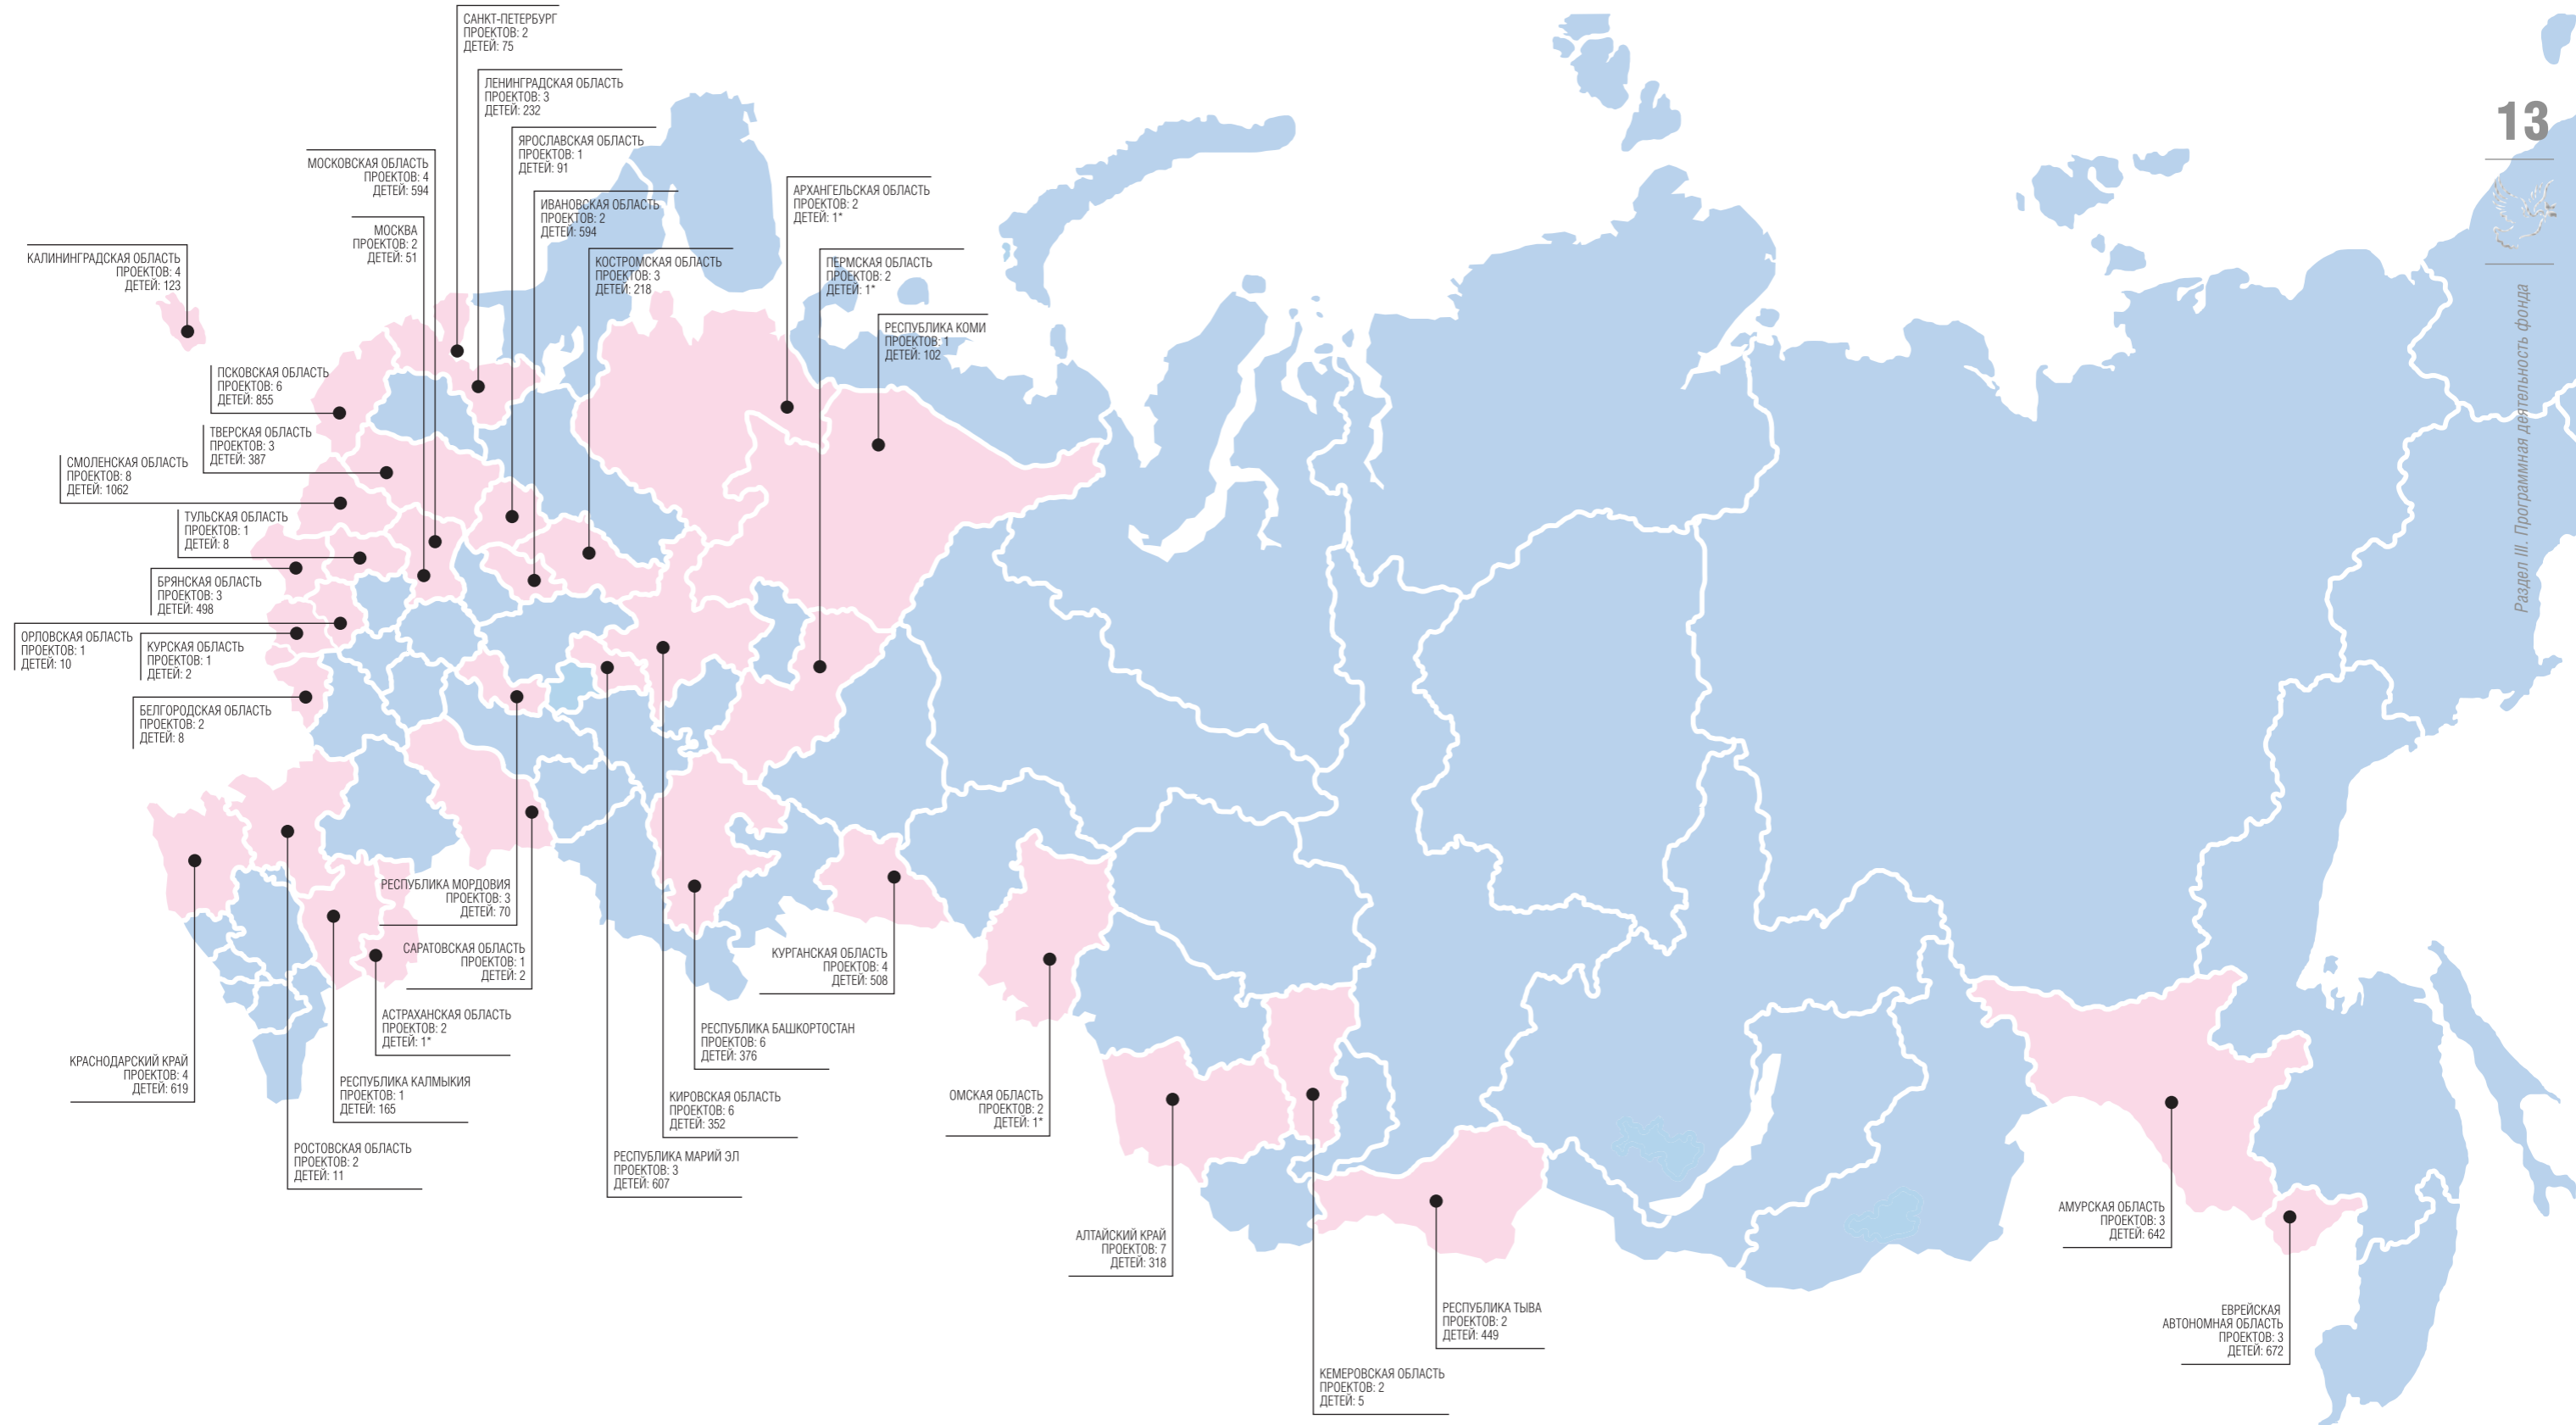 САНКТ-ПЕТЕРБУРГ
ПРОЕКТОВ: 2
ДЕТЕЙ: 75
ЛЕНИНГРАДСКАЯ ОБЛАСТЬ
ПРОЕКТОВ: 3
ДЕТЕЙ: 232
ЯРОСЛАВСКАЯ ОБЛАСТЬ
ПРОЕКТОВ: 1
ДЕТЕЙ: 91
МОСКОВСКАЯ ОБЛАСТЬ
ПРОЕКТОВ: 4
ДЕТЕЙ: 594
ИВАНОВСКАЯ ОБЛАСТЬ
ПРОЕКТОВ: 2
ДЕТЕЙ: 594
АРХАНГЕЛЬСКАЯ ОБЛАСТЬ
ПРОЕКТОВ: 2
ДЕТЕЙ: 1*
МОСКВА
ПРОЕКТОВ: 2
ДЕТЕЙ: 51
КАЛИНИНГРАДСКАЯ ОБЛАСТЬ
ПРОЕКТОВ: 4
ДЕТЕЙ: 123
КОСТРОМСКАЯ ОБЛАСТЬ
ПРОЕКТОВ: 3
ДЕТЕЙ: 218
ПЕРМСКАЯ ОБЛАСТЬ
ПРОЕКТОВ: 2
ДЕТЕЙ: 1*
РЕСПУБЛИКА КОМИ
ПРОЕКТОВ: 1
ДЕТЕЙ: 102
ПСКОВСКАЯ ОБЛАСТЬ
ПРОЕКТОВ: 6
ДЕТЕЙ: 855
ТВЕРСКАЯ ОБЛАСТЬ
ПРОЕКТОВ: 3
ДЕТЕЙ: 387
СМОЛЕНСКАЯ ОБЛАСТЬ
ПРОЕКТОВ: 8
ДЕТЕЙ: 1062
ТУЛЬСКАЯ ОБЛАСТЬ
ПРОЕКТОВ: 1
ДЕТЕЙ: 8
БРЯНСКАЯ ОБЛАСТЬ
ПРОЕКТОВ: 3
ДЕТЕЙ: 498
ОРЛОВСКАЯ ОБЛАСТЬ
ПРОЕКТОВ: 1
ДЕТЕЙ: 10
КУРСКАЯ ОБЛАСТЬ
ПРОЕКТОВ: 1
ДЕТЕЙ: 2
БЕЛГОРОДСКАЯ ОБЛАСТЬ
ПРОЕКТОВ: 2
ДЕТЕЙ: 8
РЕСПУБЛИКА МОРДОВИЯ
ПРОЕКТОВ: 3
ДЕТЕЙ: 70
САРАТОВСКАЯ ОБЛАСТЬ
ПРОЕКТОВ: 1
ДЕТЕЙ: 2
КУРГАНСКАЯ ОБЛАСТЬ
ПРОЕКТОВ: 4
ДЕТЕЙ: 508
АСТРАХАНСКАЯ ОБЛАСТЬ
ПРОЕКТОВ: 2
ДЕТЕЙ: 1*
РЕСПУБЛИКА БАШКОРТОСТАН
ПРОЕКТОВ: 6
ДЕТЕЙ: 376
КРАСНОДАРСКИЙ КРАЙ
ПРОЕКТОВ: 4
ДЕТЕЙ: 619
РЕСПУБЛИКА КАЛМЫКИЯ
ПРОЕКТОВ: 1
ДЕТЕЙ: 165
КИРОВСКАЯ ОБЛАСТЬ
ПРОЕКТОВ: 6
ДЕТЕЙ: 352
ОМСКАЯ ОБЛАСТЬ
ПРОЕКТОВ: 2
ДЕТЕЙ: 1*
РОСТОВСКАЯ ОБЛАСТЬ
ПРОЕКТОВ: 2
ДЕТЕЙ: 11
РЕСПУБЛИКА МАРИЙ ЭЛ
ПРОЕКТОВ: 3
ДЕТЕЙ: 607
АЛТАЙСКИЙ КРАЙ
ПРОЕКТОВ: 7
ДЕТЕЙ: 318
РЕСПУБЛИКА ТЫВА
ПРОЕКТОВ: 2
ДЕТЕЙ: 449
КЕМЕРОВСКАЯ ОБЛАСТЬ
ПРОЕКТОВ: 2
ДЕТЕЙ: 5
АМУРСКАЯ ОБЛАСТЬ
ПРОЕКТОВ: 3
ДЕТЕЙ: 642
ЕВРЕЙСКАЯ
АВТОНОМНАЯ ОБЛАСТЬ
ПРОЕКТОВ: 3
ДЕТЕЙ: 672
13
Раздел III. Программная деятельность фонда